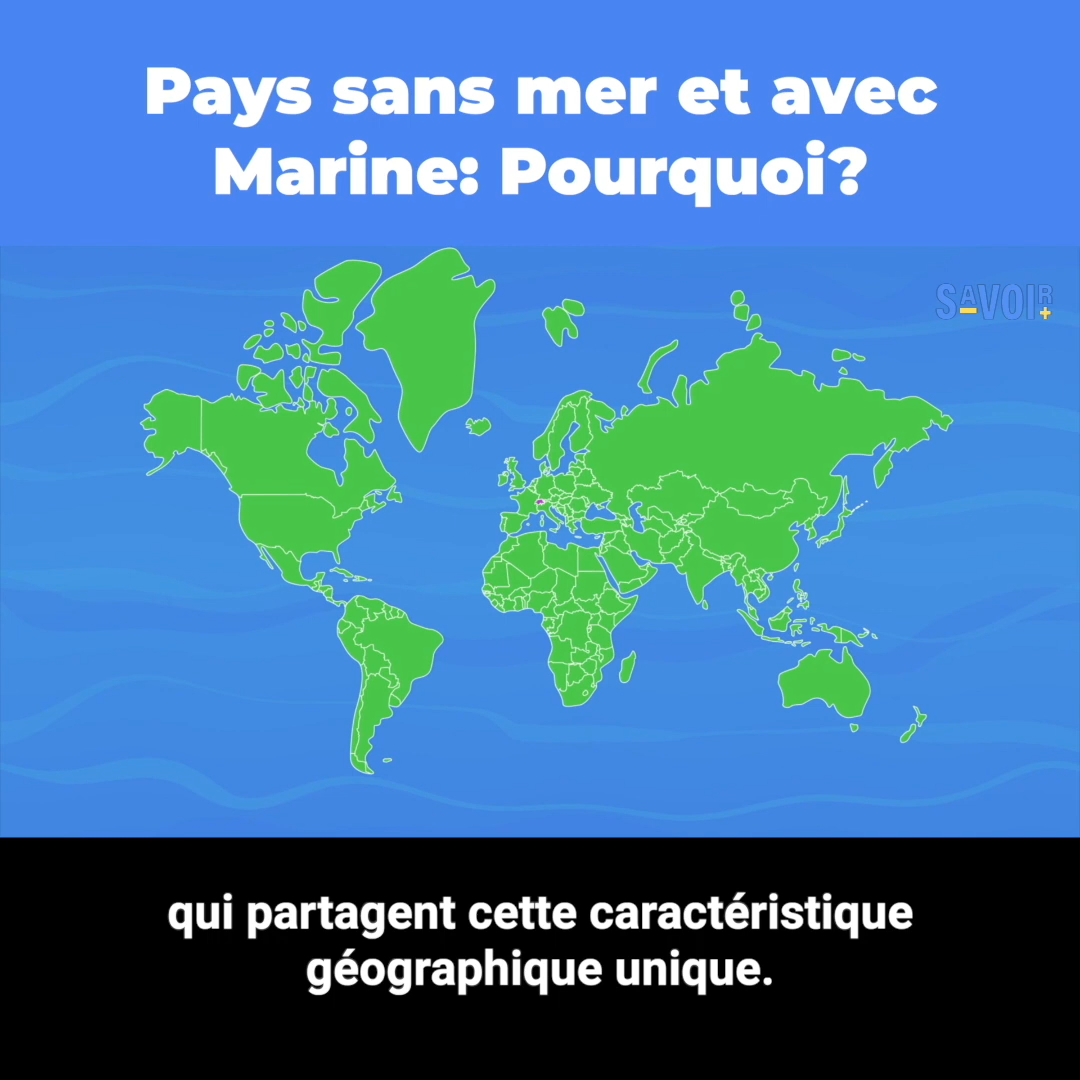 Pays sans mer et avec
Marine: Pourquoi?
SAVOIR+
qui partagent cette caractéristique
géographique unique.